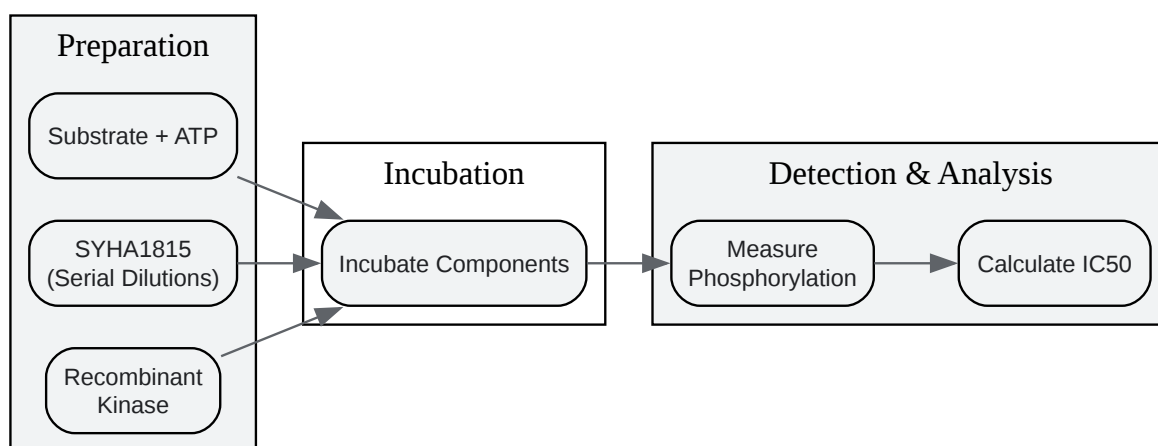 Preparation
Substrate + ATP
SYHA1815
(Serial Dilutions)
Recombinant
Kinase
Incubation
Incubate Components
Detection & Analysis
Measure
Phosphorylation
Calculate IC50